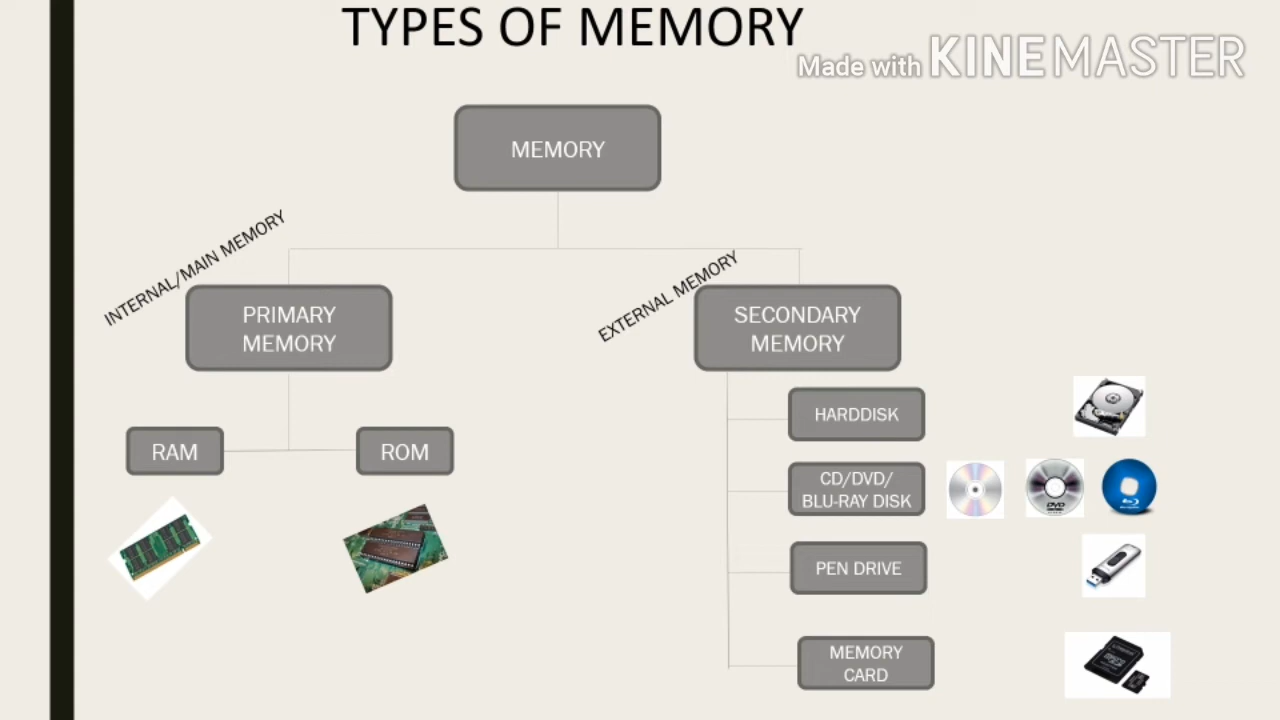 TYPES OF MEMORY
Made with KINEMASTER
MEMORY
INTERNAL/MAIN MEMORY
PRIMARY
MEMORY
EXTERNAL MEMORY
SECONDARY
MEMORY
RAM
ROM
HARDDISK
CD/DVD/
BLU-RAY DISK
DVD
PEN DRIVE
MEMORY
CARD